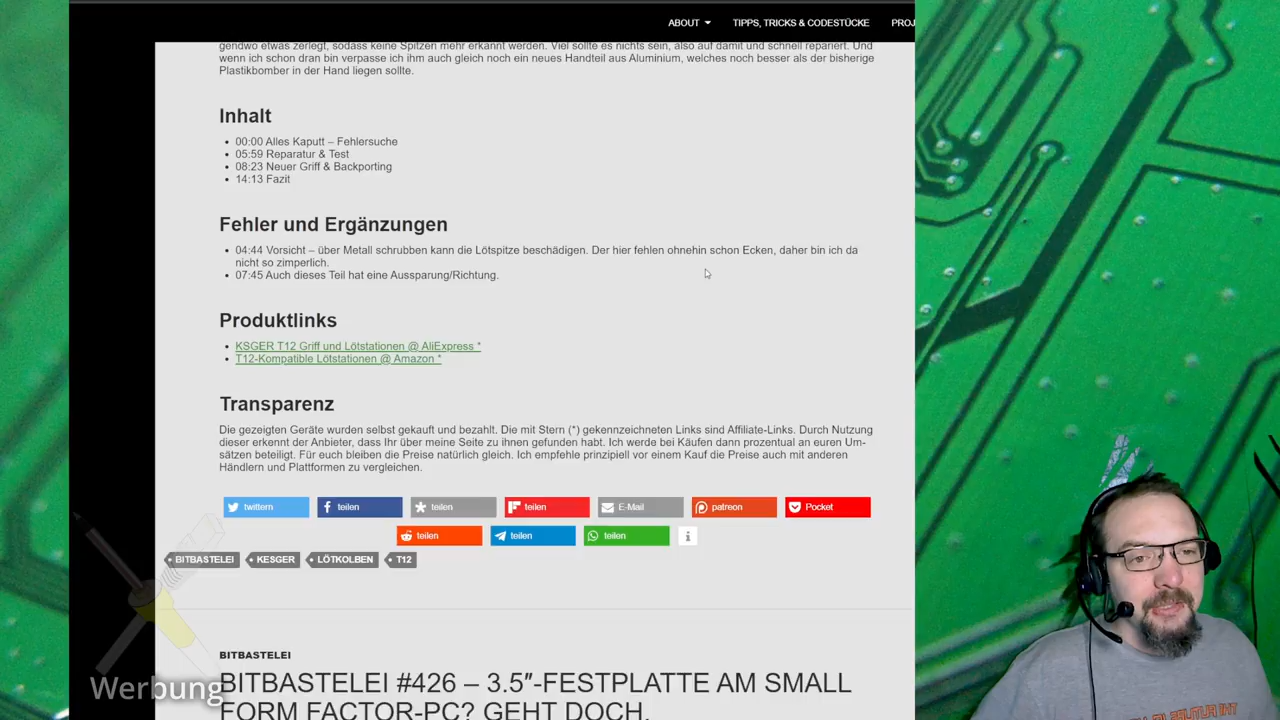 ABOUT TIPPS, TRICKS & CODESTÜCKE PROJ
gendwo etwas zerlegt, sodass keine Spitzen mehr erkannt werden. Viel sollte es nichts sein, also auf damit und schnell repariert. Und
wenn ich schon dran bin verpasse ich ihm auch gleich noch ein neues Handteil aus Aluminium, welches noch besser als der bisherige
Plastikbomber in der Hand liegen sollte.
Inhalt
• 00:00 Alles Kaputt – Fehlersuche
• 05:59 Reparatur & Test
• 08:23 Neuer Griff & Backporting
• 14:13 Fazit
Fehler und Ergänzungen
• 04:44 Vorsicht – über Metall schrubben kann die Lötspitze beschädigen. Der hier fehlen ohnehin schon Ecken, daher bin ich da
nicht so zimperlich.
• 07:45 Auch dieses Teil hat eine Aussparung/Richtung.
Produktlinks
• KSGER T12 Griff und Lötstationen @ AliExpress *
• T12-Kompatible Lötstationen @ Amazon *
Transparenz
Die gezeigten Geräte wurden selbst gekauft und bezahlt. Die mit Stern (*) gekennzeichneten Links sind Affiliate-Links. Durch Nutzung
dieser erkennt der Anbieter, dass Ihr über meine Seite zu ihnen gefunden habt. Ich werde bei Käufen dann prozentual an euren Um-
sätzen beteiligt. Für euch bleiben die Preise natürlich gleich. Ich empfehle prinzipiell vor einem Kauf die Preise auch mit anderen
Händlern und Plattformen zu vergleichen.
twittern teilen teilen teilen E-Mail patreon Pocket
teilen teilen teilen
BITBASTELEI KESGER LÖTKOLBEN T12
BITBASTELEI
BITBASTELEI #426 – 3.5″-FESTPLATTE AM SMALL
FORM FACTOR-PC? GEHT DOCH.
Werbung